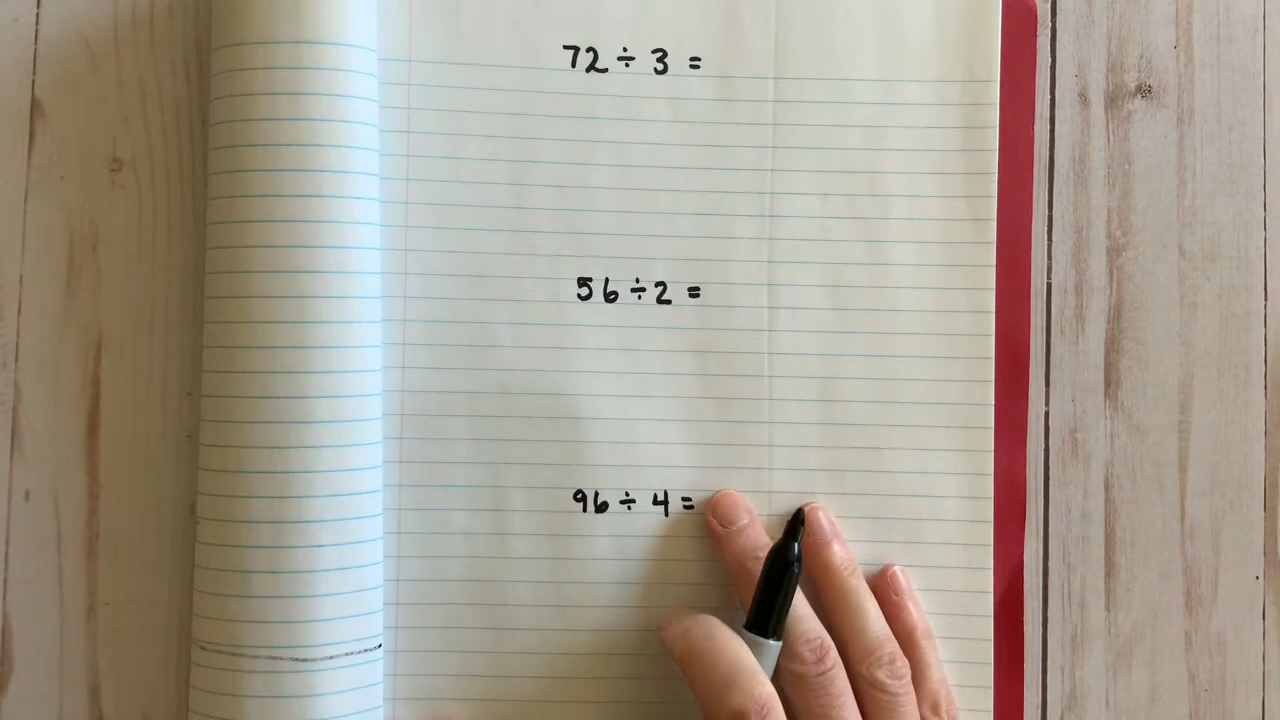 72 ÷ 3 =
56 ÷ 2 =
96 ÷ 4 =